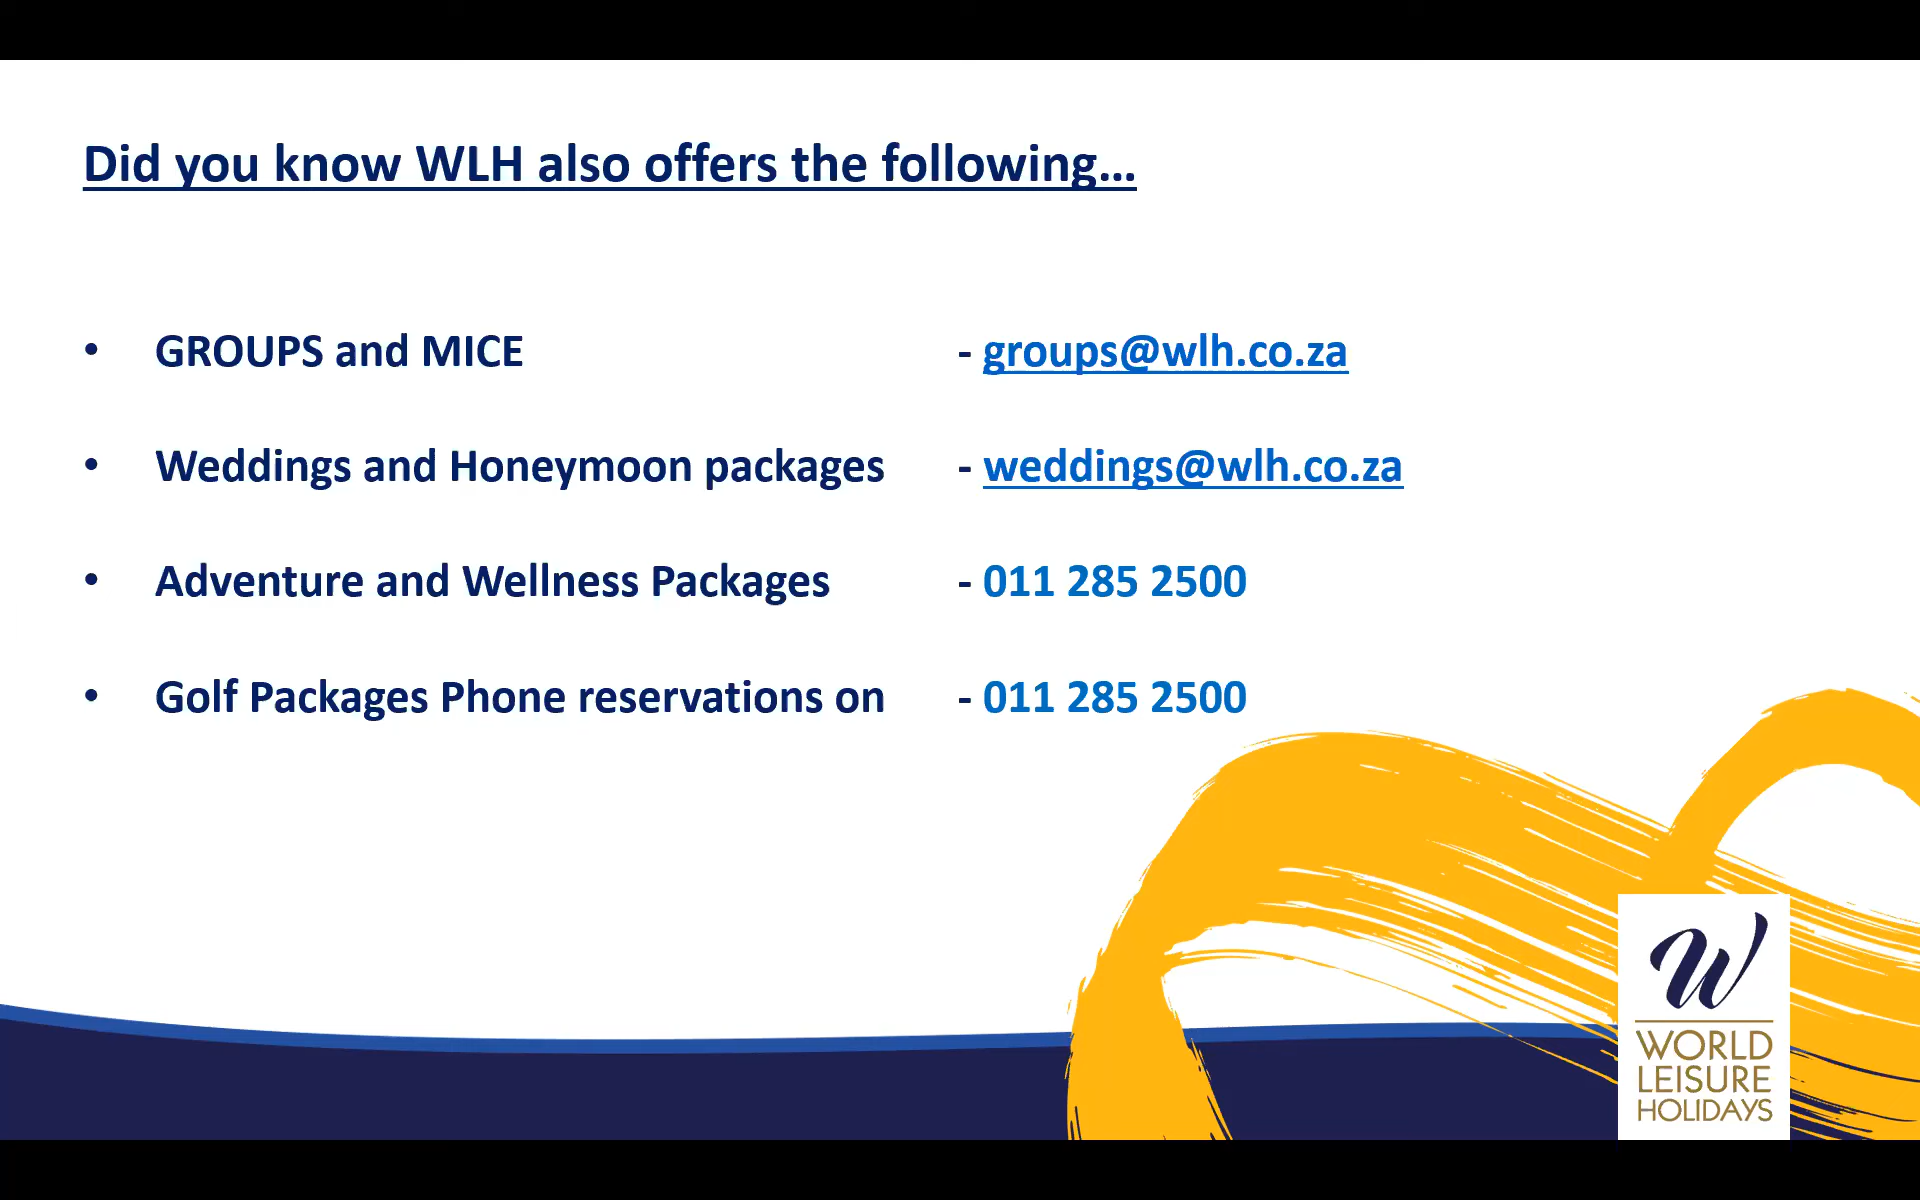 Did you know WLH also offers the following...
• GROUPS and MICE - groups@wlh.co.za
• Weddings and Honeymoon packages - weddings@wlh.co.za
• Adventure and Wellness Packages - 011 285 2500
• Golf Packages Phone reservations on - 011 285 2500
W
WORLD
LEISURE
HOLIDAYS